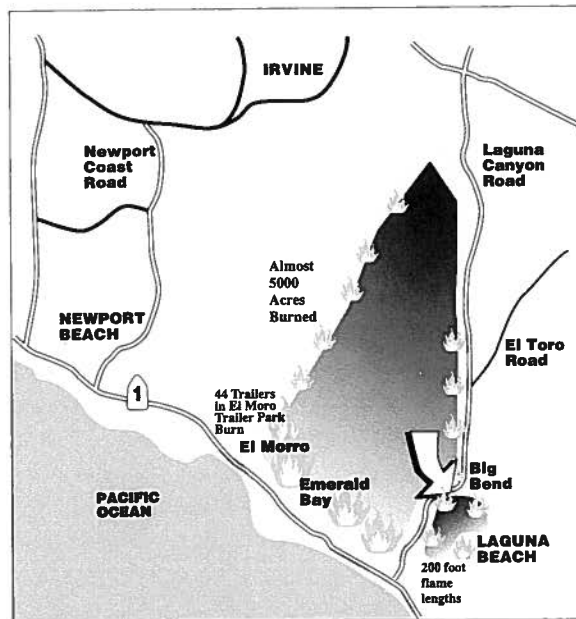 IRVINE
Newport
Coast
Road
Laguna
Canyon
Road
Almost
5000
Acres
Burned
NEWPORT
BEACH
El Toro
Road
1
44 Trailers
in El Moro
Trailer Park
Burn
El Morro
Big
Bend
Emerald
Bay
PACIFIC
OCEAN
LAGUNA
BEACH
200 foot
flame
lengths